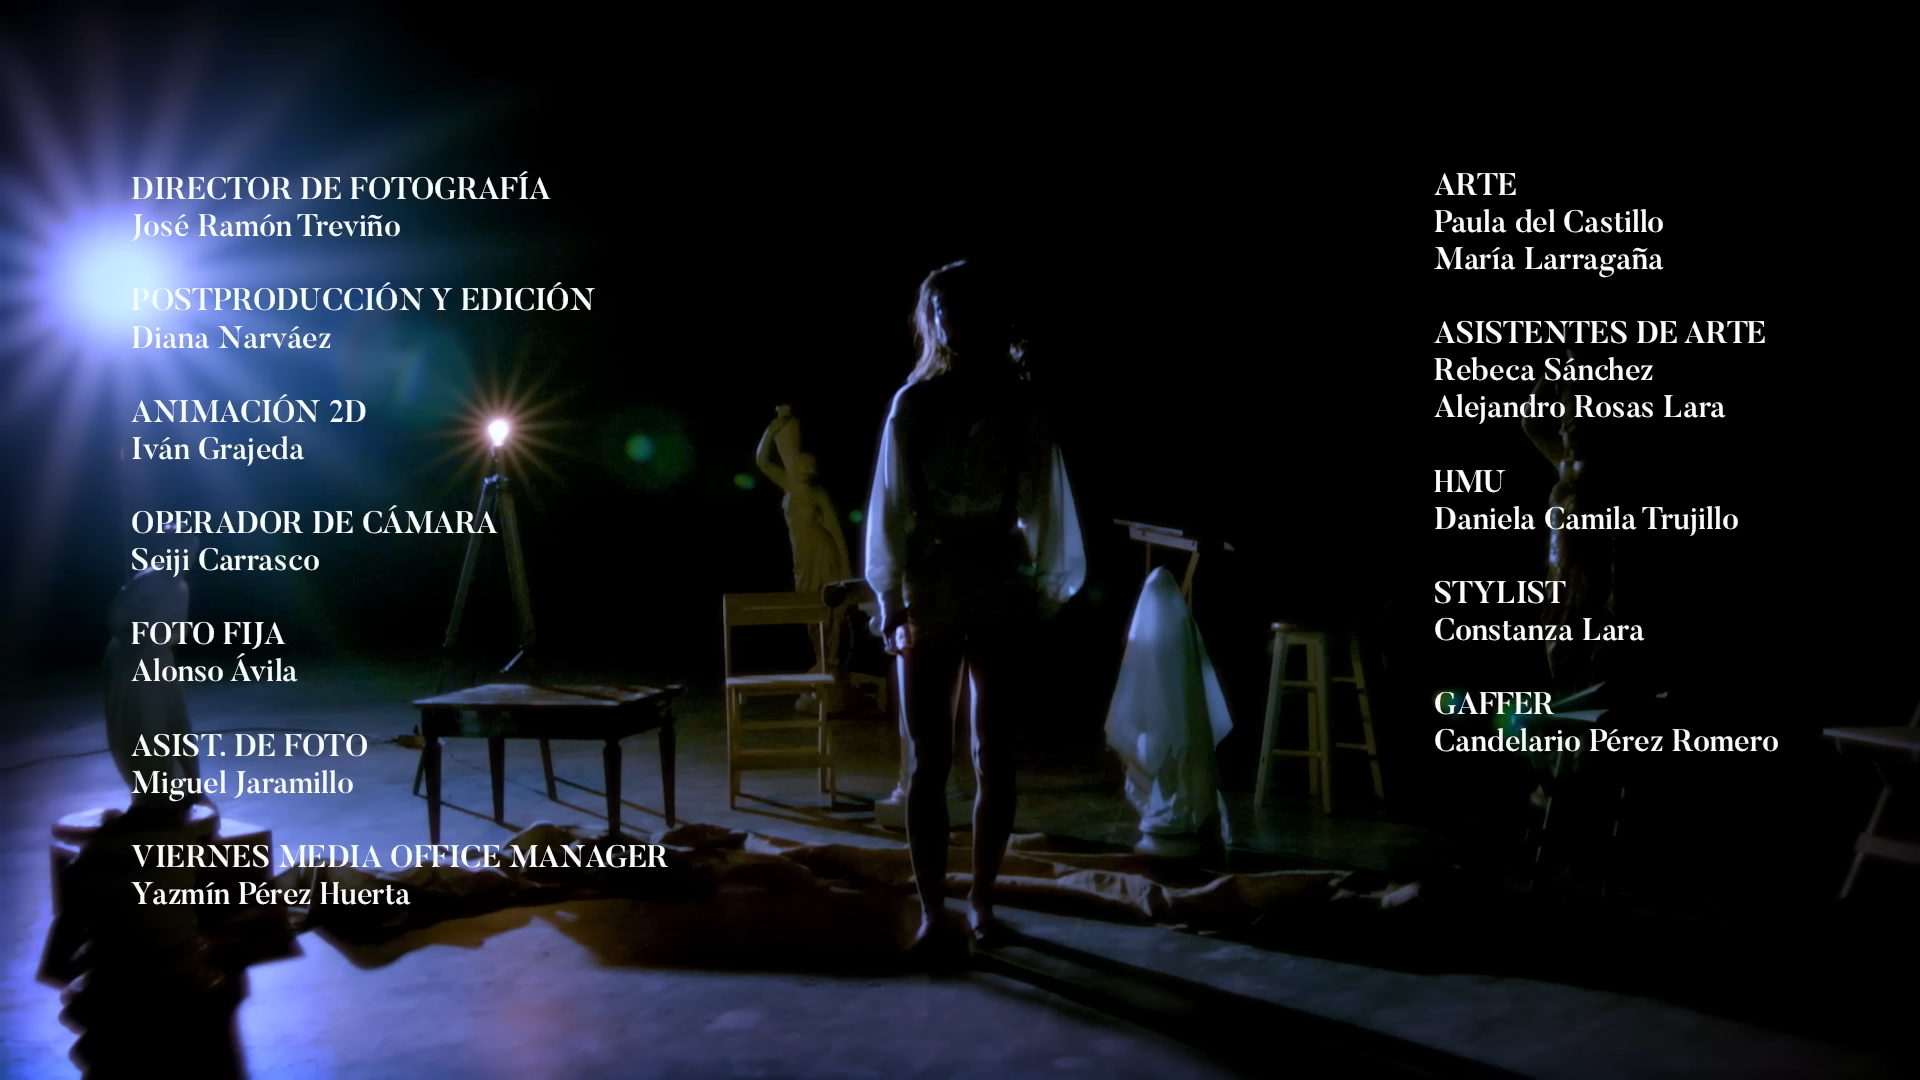 DIRECTOR DE FOTOGRAFÍA
José Ramón Treviño
POSTPRODUCCIÓN Y EDICIÓN
Diana Narváez
ANIMACIÓN 2D
Iván Grajeda
OPERADOR DE CÁMARA
Seiji Carrasco
FOTO FIJA
Alonso Ávila
ASIST. DE FOTO
Miguel Jaramillo
VIERNES MEDIA OFFICE MANAGER
Yazmín Pérez Huerta
ARTE
Paula del Castillo
María Larragaña
ASISTENTES DE ARTE
Rebeca Sánchez
Alejandro Rosas Lara
HMU
Daniela Camila Trujillo
STYLIST
Constanza Lara
GAFFER
Candelario Pérez Romero